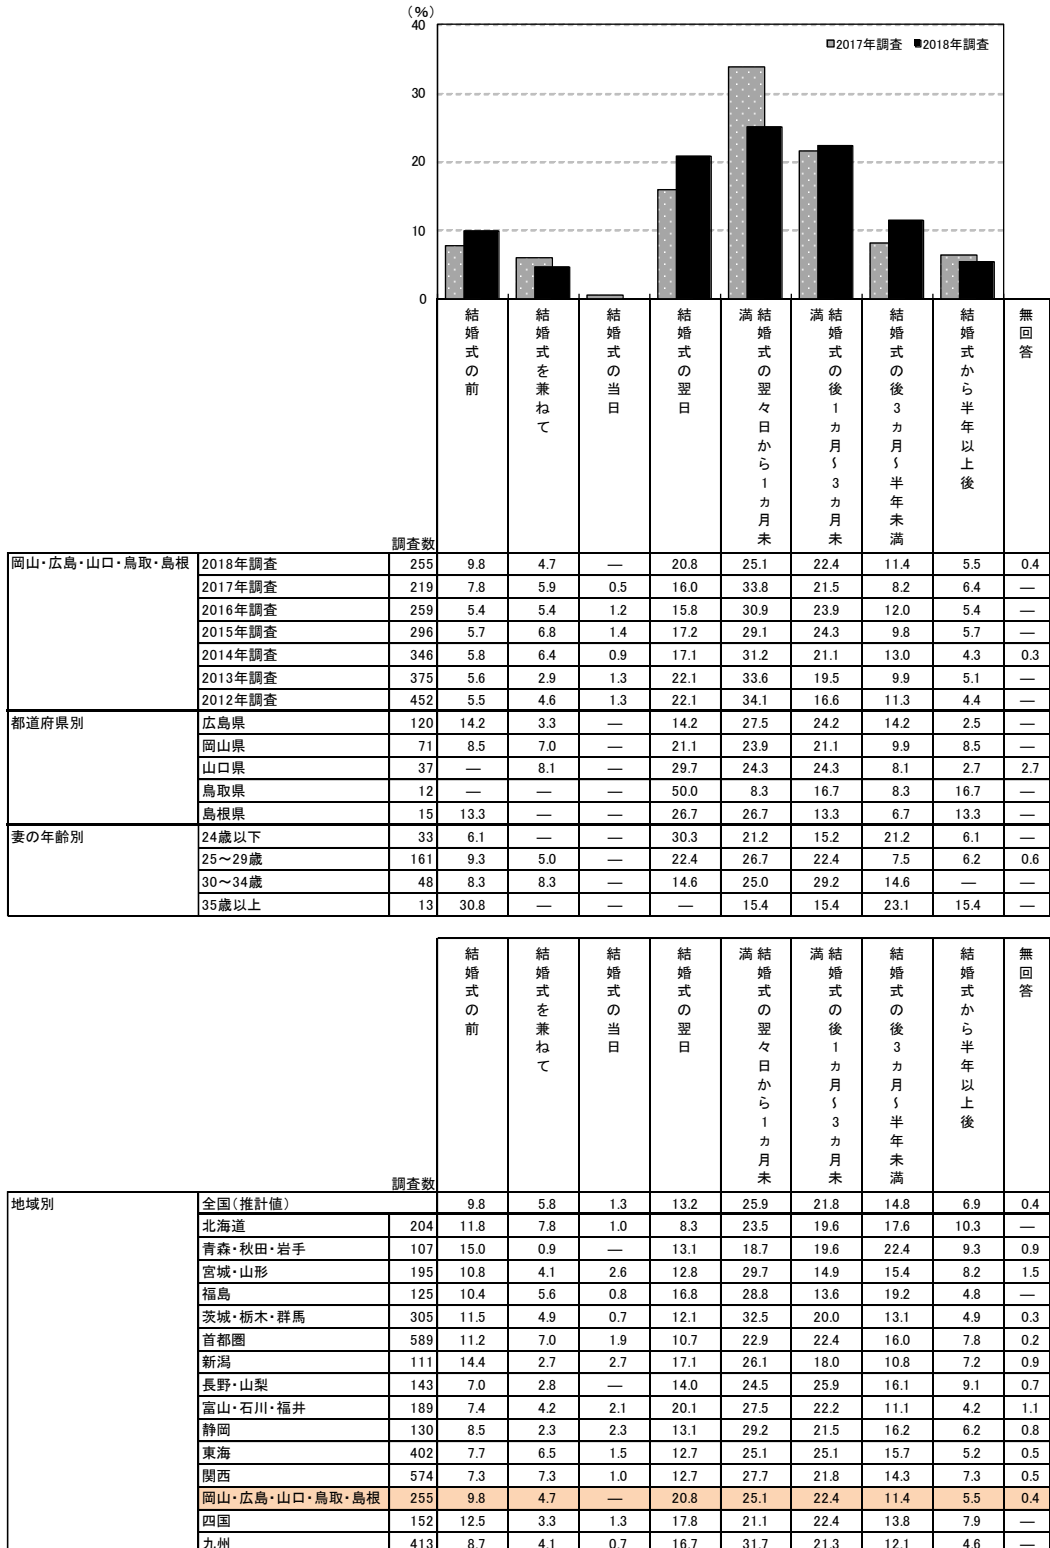 （%）
40
30
20
10
0
2017年調査 2018年調査
結婚式の前
結婚式を兼ねて
結婚式の当日
結婚式の翌日
結婚式の翌々日から1ヵ月未満
結婚式の後1ヵ月～3ヵ月未満
結婚式の後3ヵ月～半年未満
結婚式から半年以上後
無回答
調査数
岡山・広島・山口・鳥取・島根 2018年調査 255 9.8 4.7 — 20.8 25.1 22.4 11.4 5.5 0.4
2017年調査 219 7.8 5.9 0.5 16.0 33.8 21.5 8.2 6.4 —
2016年調査 259 5.4 5.4 1.2 15.8 30.9 23.9 12.0 5.4 —
2015年調査 296 5.7 6.8 1.4 17.2 29.1 24.3 9.8 5.7 —
2014年調査 346 5.8 6.4 0.9 17.1 31.2 21.1 13.0 4.3 0.3
2013年調査 375 5.6 2.9 1.3 22.1 33.6 19.5 9.9 5.1 —
2012年調査 452 5.5 4.6 1.3 22.1 34.1 16.6 11.3 4.4 —
都道府県別 広島県 120 14.2 3.3 — 14.2 27.5 24.2 14.2 2.5 —
岡山県 71 8.5 7.0 — 21.1 23.9 21.1 9.9 8.5 —
山口県 37 — 8.1 — 29.7 24.3 24.3 8.1 2.7 2.7
鳥取県 12 — — — 50.0 8.3 16.7 8.3 16.7 —
島根県 15 13.3 — — 26.7 26.7 13.3 6.7 13.3 —
妻の年齢別 24歳以下 33 6.1 — — 30.3 21.2 15.2 21.2 6.1 —
25～29歳 161 9.3 5.0 — 22.4 26.7 22.4 7.5 6.2 0.6
30～34歳 48 8.3 8.3 — 14.6 25.0 29.2 14.6 — —
35歳以上 13 30.8 — — — 15.4 15.4 23.1 15.4 —
結婚式の前
結婚式を兼ねて
結婚式の当日
結婚式の翌日
結婚式の翌々日から1ヵ月未満
結婚式の後1ヵ月～3ヵ月未満
結婚式の後3ヵ月～半年未満
結婚式から半年以上後
無回答
調査数
地域別 全国（推計値） 9.8 5.8 1.3 13.2 25.9 21.8 14.8 6.9 0.4
北海道 204 11.8 7.8 1.0 8.3 23.5 19.6 17.6 10.3 —
青森・秋田・岩手 107 15.0 0.9 — 13.1 18.7 19.6 22.4 9.3 0.9
宮城・山形 195 10.8 4.1 2.6 12.8 29.7 14.9 15.4 8.2 1.5
福島 125 10.4 5.6 0.8 16.8 28.8 13.6 19.2 4.8 —
茨城・栃木・群馬 305 11.5 4.9 0.7 12.1 32.5 20.0 13.1 4.9 0.3
首都圏 589 11.2 7.0 1.9 10.7 22.9 22.4 16.0 7.8 0.2
新潟 111 14.4 2.7 2.7 17.1 26.1 18.0 10.8 7.2 0.9
長野・山梨 143 7.0 2.8 — 14.0 24.5 25.9 16.1 9.1 0.7
富山・石川・福井 189 7.4 4.2 2.1 20.1 27.5 22.2 11.1 4.2 1.1
静岡 130 8.5 2.3 2.3 13.1 29.2 21.5 16.2 6.2 0.8
東海 402 7.7 6.5 1.5 12.7 25.1 25.1 15.7 5.2 0.5
関西 574 7.3 7.3 1.0 12.7 27.7 21.8 14.3 7.3 0.5
岡山・広島・山口・鳥取・島根 255 9.8 4.7 — 20.8 25.1 22.4 11.4 5.5 0.4
四国 152 12.5 3.3 1.3 17.8 21.1 22.4 13.8 7.9 —
九州 413 8.7 4.1 0.7 16.7 31.7 21.3 12.1 4.6 —